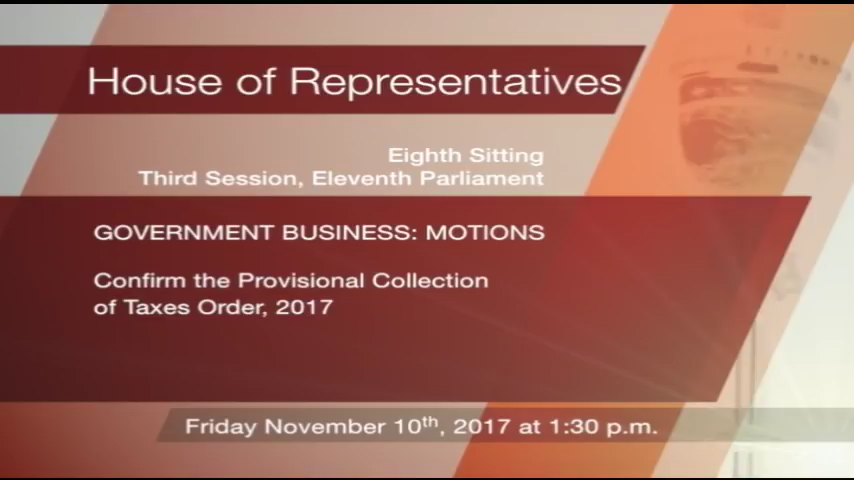 House of Representatives
Eighth Sitting
Third Session, Eleventh Parliament
GOVERNMENT BUSINESS: MOTIONS
Confirm the Provisional Collection
of Taxes Order, 2017
Friday November 10th, 2017 at 1:30 p.m.